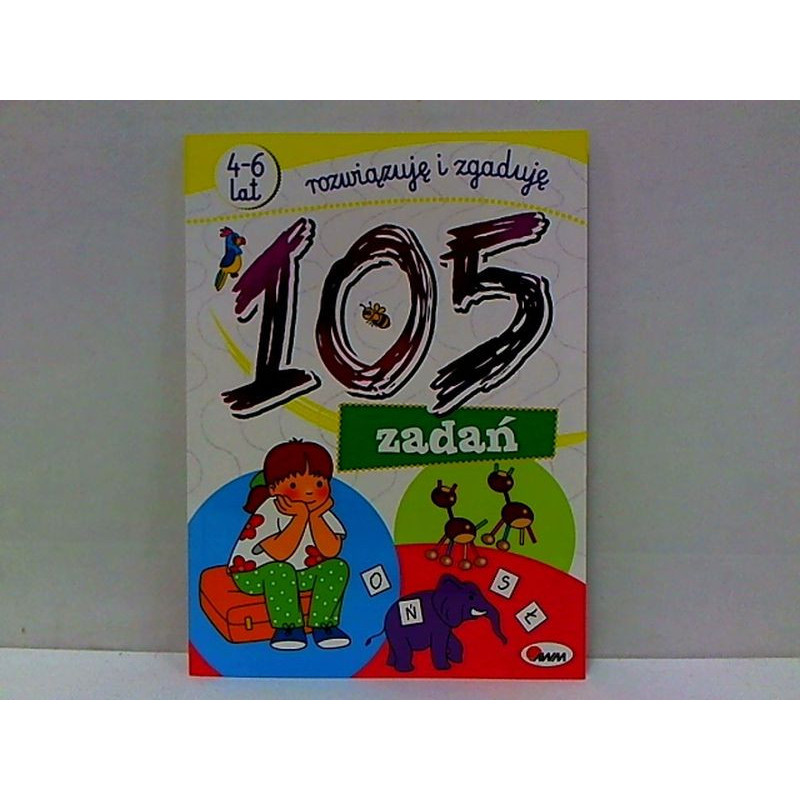 4-6
lat
rozwiązuję i zgaduję
105
zadań
O
Ń
S
Ł
AWM